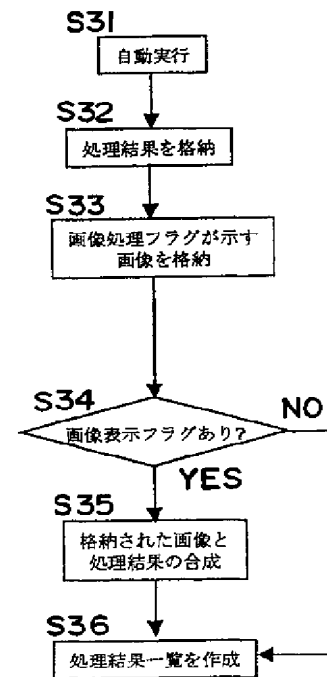 S31
自動実行
S32
処理結果を格納
S33
画像処理フラグが示す
画像を格納
S34
画像表示フラグあり?
NO
YES
S35
格納された画像と
処理結果の合成
S36
処理結果一覧を作成